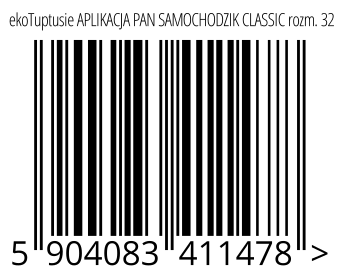 ekoTuptusie APLIKACJA PAN SAMOCHODZIK CLASSIC rozm. 32
5 904083 411478 >